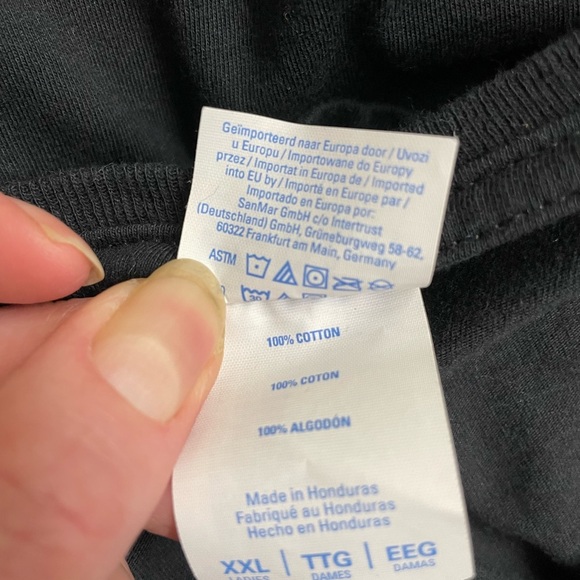 Geïmporteerd naar Europa door / Uvozi
u Europu / Importowane do Europy
przez / Importat in Europa de / Imported
into EU by / Importé en Europe par /
Importado en Europa por:
SanMar GmbH c/o Intertrust
(Deutschland) GmbH, Grüneburgweg 58-62,
60322 Frankfurt am Main, Germany
ASTM
30
100% COTTON
100% COTON
100% ALGODÓN
Made in Honduras
Fabriqué au Honduras
Hecho en Honduras
XXL | TTG | EEG
LADIES DAMES DAMAS